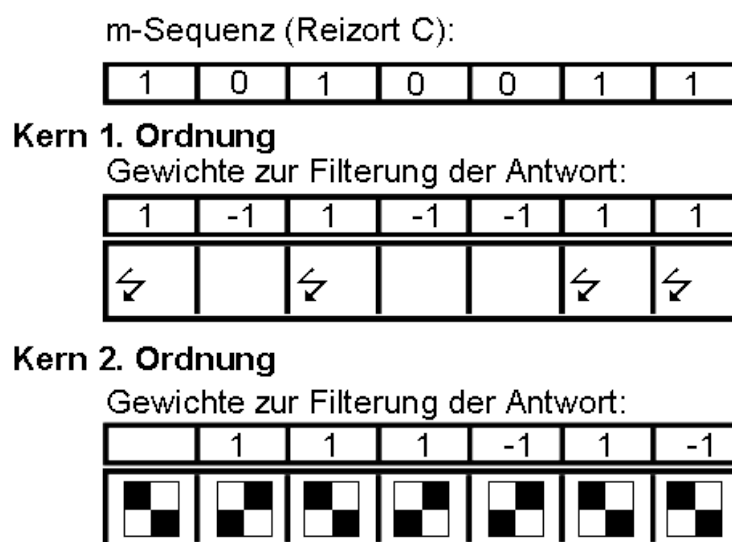 m-Sequenz (Reizort C):
1 0 1 0 0 1 1
Kern 1. Ordnung
Gewichte zur Filterung der Antwort:
1 -1 1 -1 -1 1 1
Kern 2. Ordnung
Gewichte zur Filterung der Antwort:
1 1 1 -1 1 -1